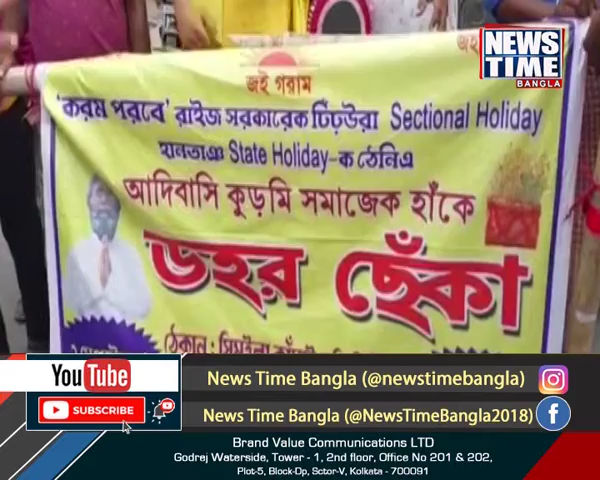 NEWS
TIME
BANGLA
জই গরাম
'করম পরবে' রাইজ সরকারেক টিঢ়উরা Sectional Holiday
হানতাঞ State Holiday-ক ঠেনিএ
আদিবাসি কুড়মি সমাজেক হাঁকে
ডহর ছেঁকা
ঠেকান :
YouTube
SUBSCRIBE
News Time Bangla (@newstimebangla)
News Time Bangla (@NewsTimeBangla2018)
Brand Value Communications LTD
Godrej Waterside, Tower - 1, 2nd floor, Office No 201 & 202,
Plot-5, Block-Dp, Sctor-V, Kolkata - 700091